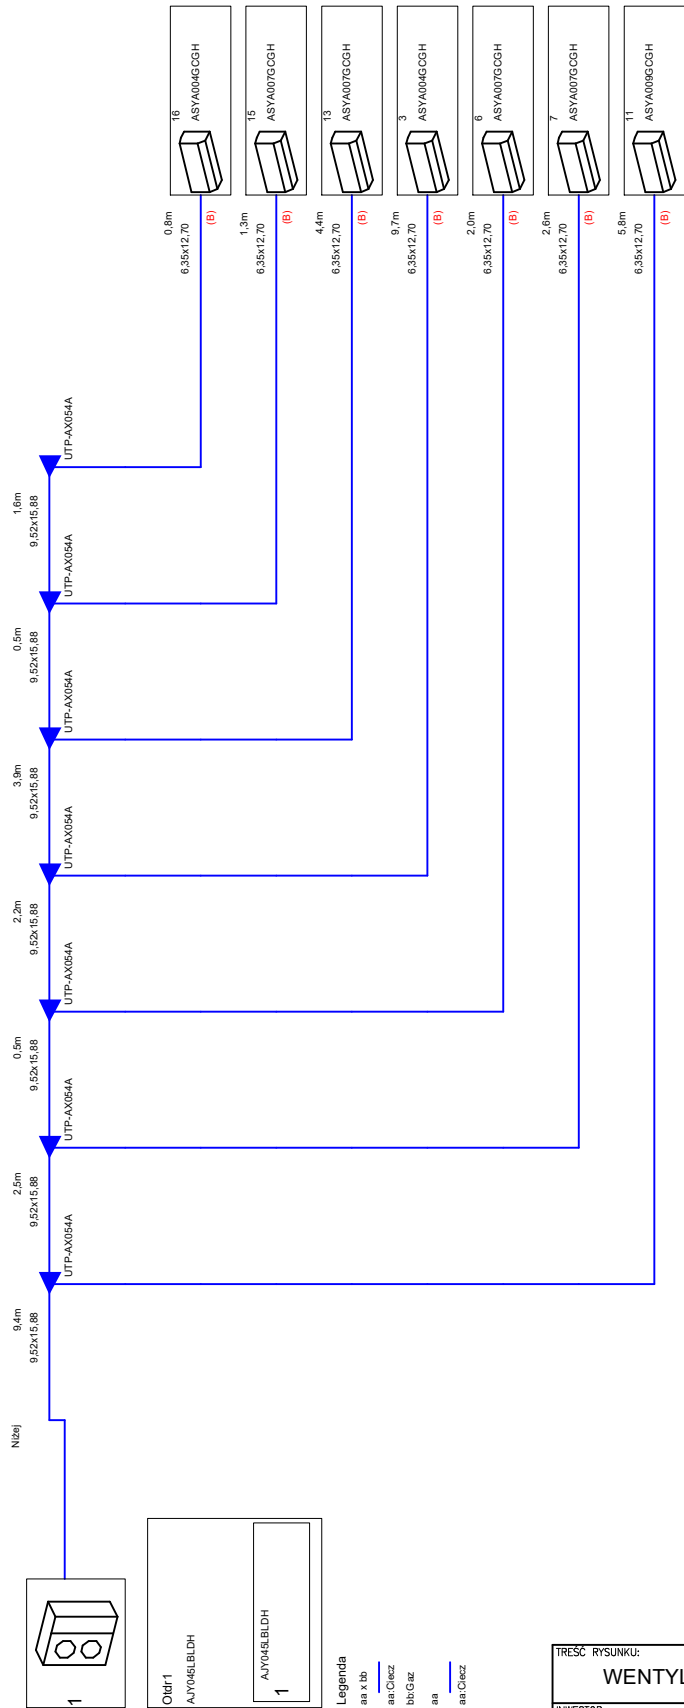 16
ASYA004GCGH
15
ASYA007GCGH
13
ASYA007GCGH
3
ASYA004GCGH
6
ASYA007GCGH
7
ASYA007GCGH
11
ASYA009GCGH
0,8m
6,35x12,70
(B)
1,3m
6,35x12,70
(B)
4,4m
6,35x12,70
(B)
9,7m
6,35x12,70
(B)
2,0m
6,35x12,70
(B)
2,6m
6,35x12,70
(B)
5,8m
6,35x12,70
(B)
UTP-AX054A
1,6m
9,52x15,88
UTP-AX054A
0,5m
9,52x15,88
UTP-AX054A
3,9m
9,52x15,88
UTP-AX054A
2,2m
9,52x15,88
UTP-AX054A
0,5m
9,52x15,88
UTP-AX054A
2,5m
9,52x15,88
UTP-AX054A
9,4m
9,52x15,88
Niżej
1
Otdr1
AJY045LBLDH
AJY045LBLDH
1
Legenda
aa x bb
aa:Ciecz
bb:Gaz
aa
aa:Ciecz
TREŚĆ RYSUNKU:
WENTYL